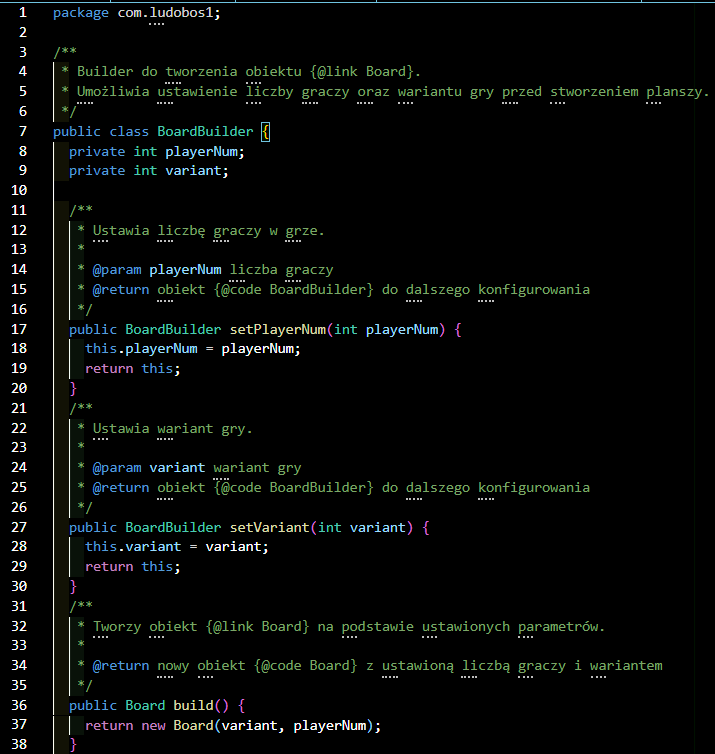 1 package com.ludobos1;
2
3 /**
4  * Builder do tworzenia obiektu {@link Board}.
5  * Umożliwia ustawienie liczby graczy oraz wariantu gry przed stworzeniem planszy.
6  */
7 public class BoardBuilder {
8   private int playerNum;
9   private int variant;
10
11   /**
12    * Ustawia liczbę graczy w grze.
13    *
14    * @param playerNum liczba graczy
15    * @return obiekt {@code BoardBuilder} do dalszego konfigurowania
16    */
17   public BoardBuilder setPlayerNum(int playerNum) {
18     this.playerNum = playerNum;
19     return this;
20   }
21   /**
22    * Ustawia wariant gry.
23    *
24    * @param variant wariant gry
25    * @return obiekt {@code BoardBuilder} do dalszego konfigurowania
26    */
27   public BoardBuilder setVariant(int variant) {
28     this.variant = variant;
29     return this;
30   }
31   /**
32    * Tworzy obiekt {@link Board} na podstawie ustawionych parametrów.
33    *
34    * @return nowy obiekt {@code Board} z ustawioną liczbą graczy i wariantem
35    */
36   public Board build() {
37     return new Board(variant, playerNum);
38   }